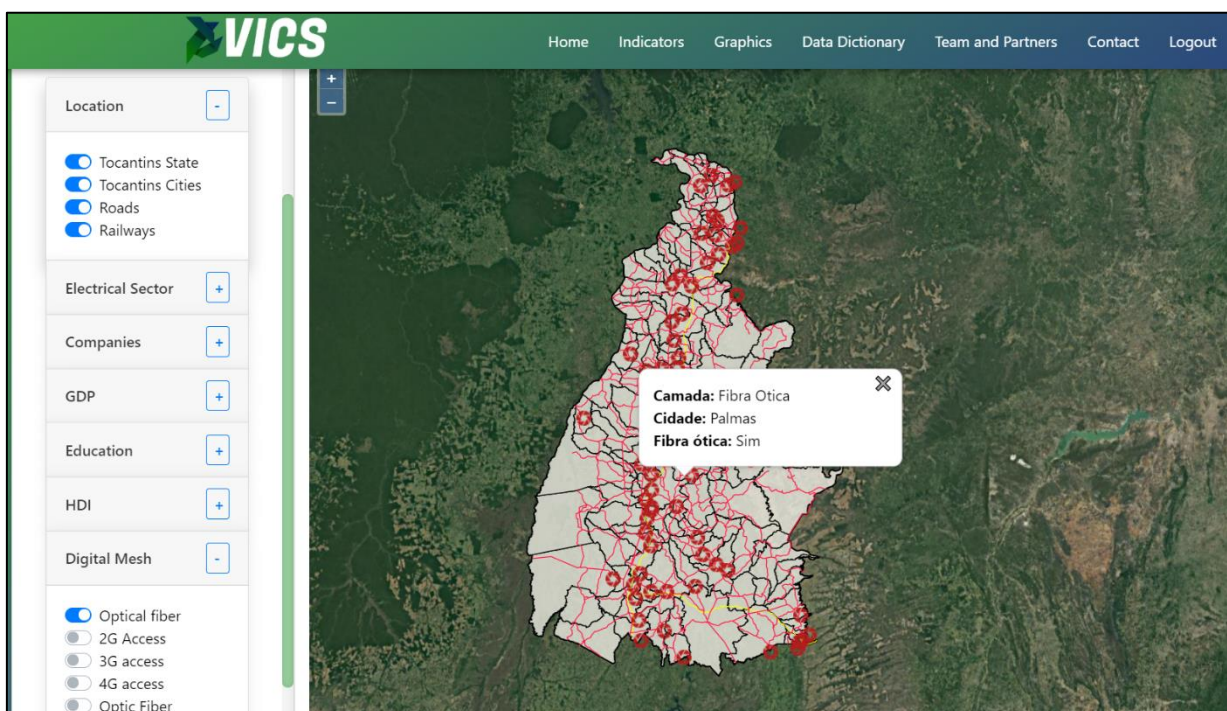 VICS
Home Indicators Graphics Data Dictionary Team and Partners Contact Logout
Location -
Tocantins State
Tocantins Cities
Roads
Railways
Electrical Sector +
Companies +
GDP +
Education +
HDI +
Digital Mesh -
Optical fiber
2G Access
3G access
4G access
Optic Fiber
+
−
Camada: Fibra Otica
Cidade: Palmas
Fibra ótica: Sim